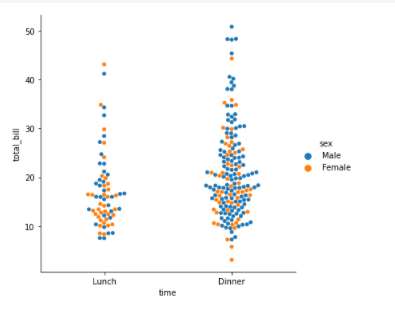 50
40
30
20
10
total_bill
Lunch
Dinner
time
sex
Male
Female